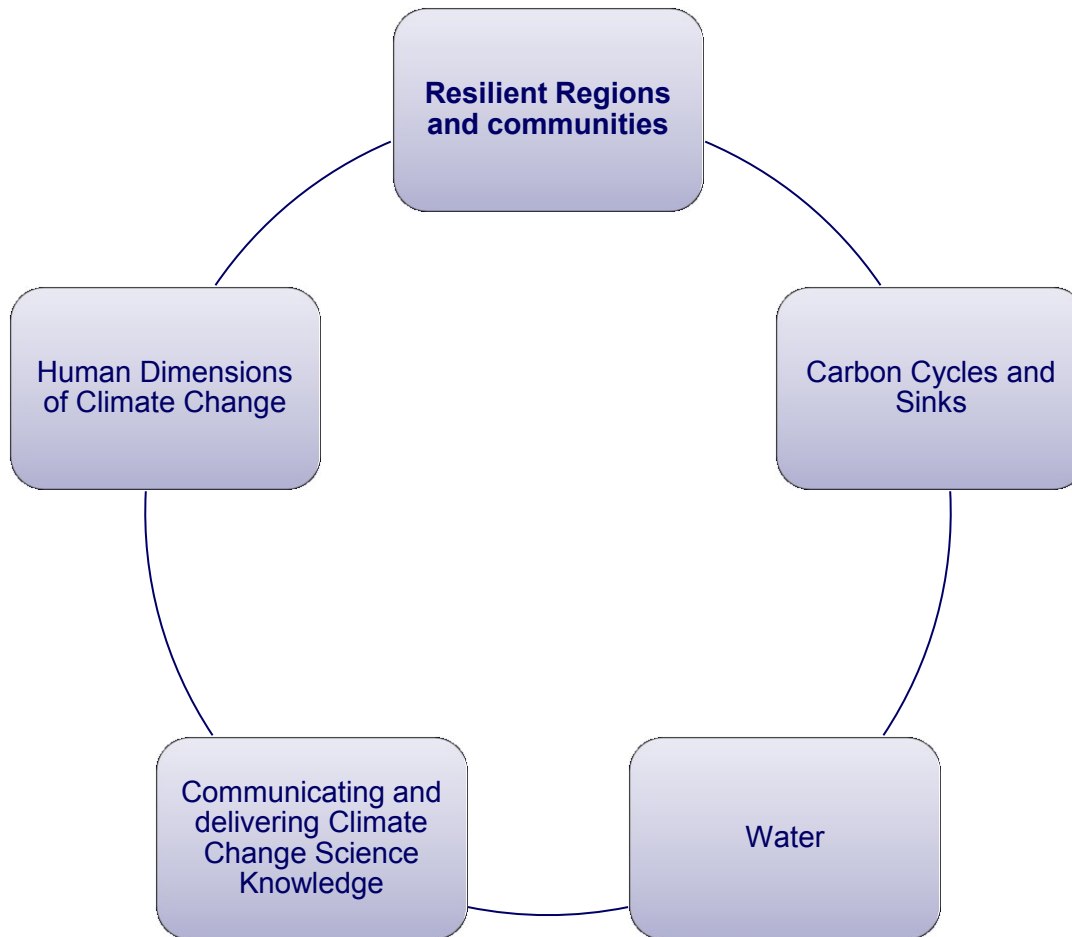 Resilient Regions
and communities
Human Dimensions
of Climate Change
Carbon Cycles and
Sinks
Communicating and
delivering Climate
Change Science
Knowledge
Water